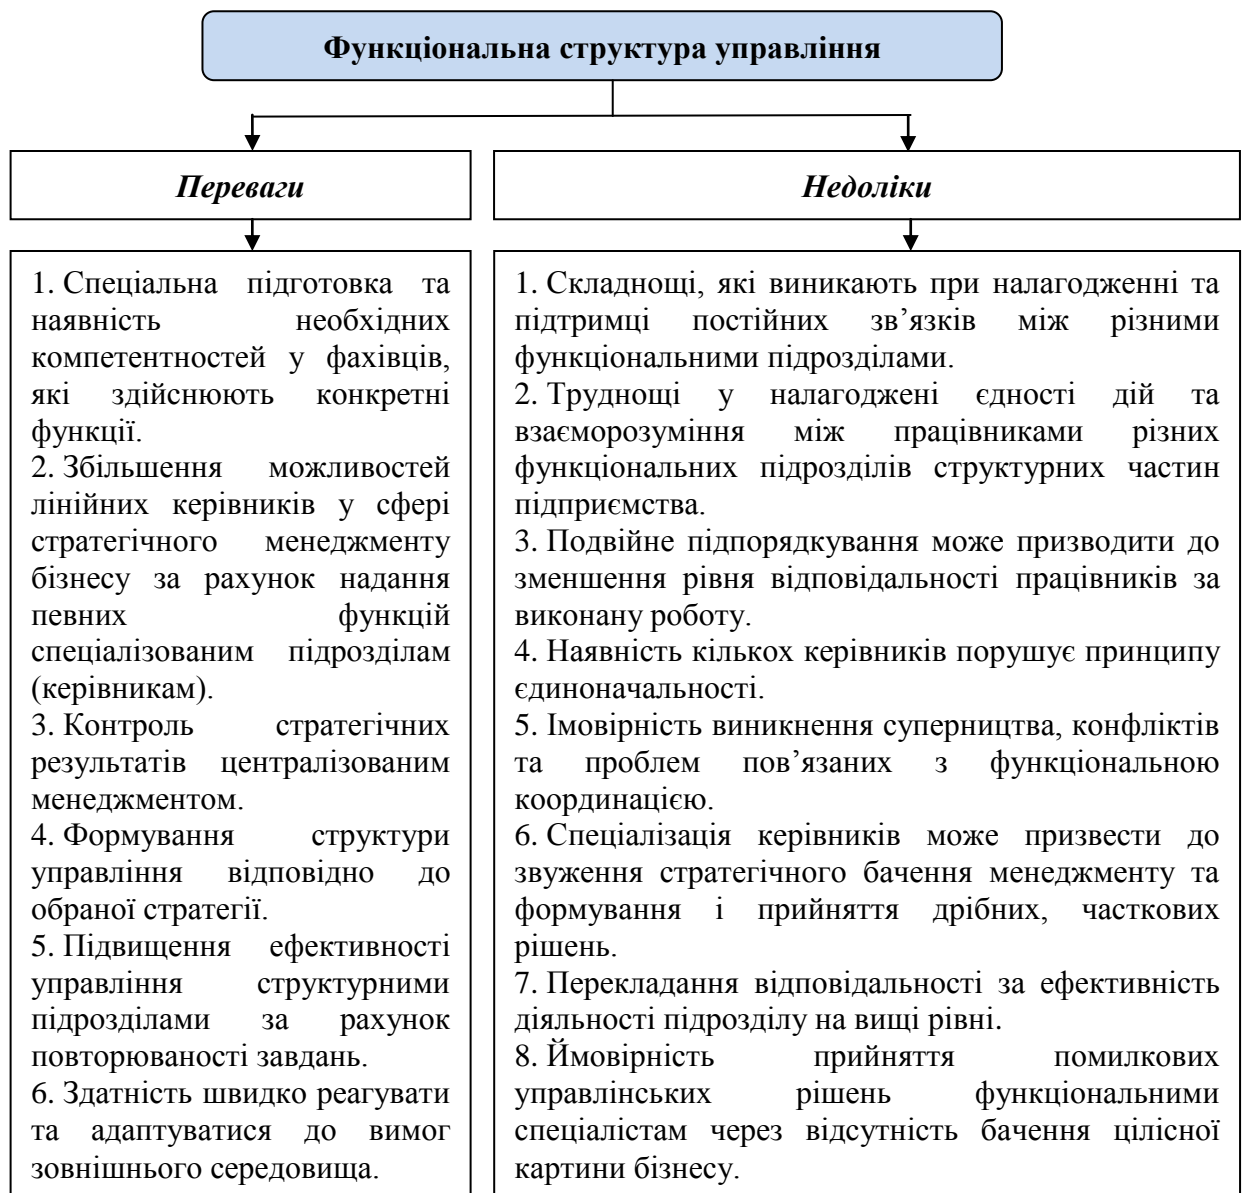 Функціональна структура управління
Переваги
Недоліки
1. Спеціальна підготовка та
наявність необхідних
компетентностей у фахівців,
які здійснюють конкретні
функції.
2. Збільшення можливостей
лінійних керівників у сфері
стратегічного менеджменту
бізнесу за рахунок надання
певних функцій
спеціалізованим підрозділам
(керівникам).
3. Контроль стратегічних
результатів централізованим
менеджментом.
4. Формування структури
управління відповідно до
обраної стратегії.
5. Підвищення ефективності
управління структурними
підрозділами за рахунок
повторюваності завдань.
6. Здатність швидко реагувати
та адаптуватися до вимог
зовнішнього середовища.
1. Складнощі, які виникають при налагодженні та
підтримці постійних зв’язків між різними
функціональними підрозділами.
2. Труднощі у налагоджені єдності дій та
взаєморозуміння між працівниками різних
функціональних підрозділів структурних частин
підприємства.
3. Подвійне підпорядкування може призводити до
зменшення рівня відповідальності працівників за
виконану роботу.
4. Наявність кількох керівників порушує принципу
єдиноначальності.
5. Імовірність виникнення суперництва, конфліктів
та проблем пов’язаних з функціональною
координацією.
6. Спеціалізація керівників може призвести до
звуження стратегічного бачення менеджменту та
формування і прийняття дрібних, часткових
рішень.
7. Перекладання відповідальності за ефективність
діяльності підрозділу на вищі рівні.
8. Ймовірність прийняття помилкових
управлінських рішень функціональними
спеціалістам через відсутність бачення цілісної
картини бізнесу.